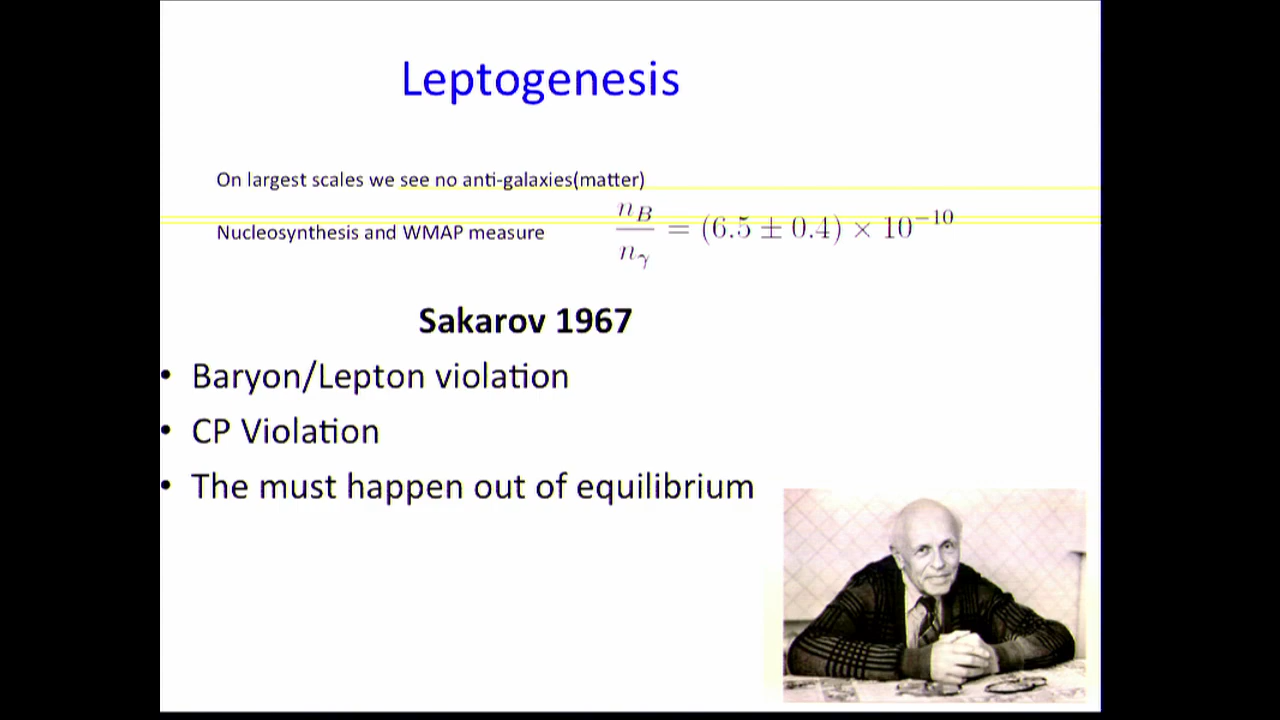 Leptogenesis
On largest scales we see no anti-galaxies(matter)
Nucleosynthesis and WMAP measure n_B/n_γ = (6.5 ± 0.4) × 10^−10
Sakarov 1967
• Baryon/Lepton violation
• CP Violation
• The must happen out of equilibrium